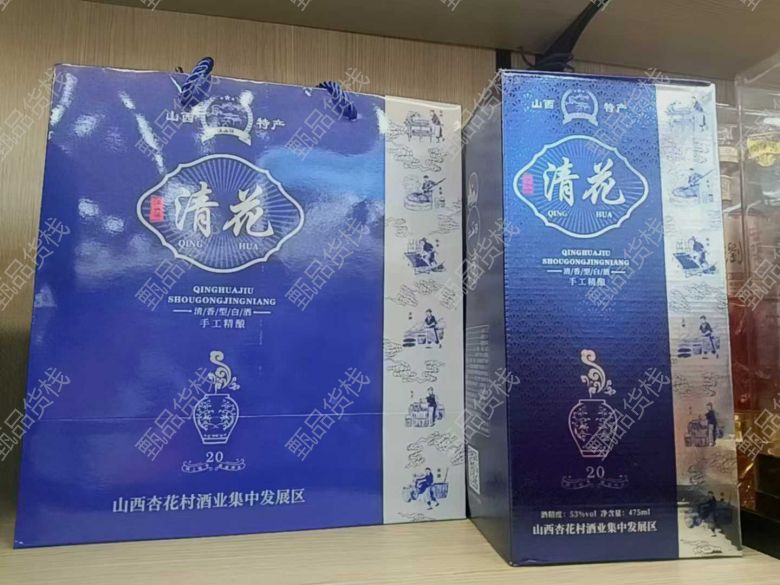 山西 特产
清花
QING HUA
QINGHUAJIU
SHOUGONGJINGNIANG
清/香/型/白/酒
手工精酿
20
山西杏花村酒业集中发展区
山西 特产
清花
QING HUA
QINGHUAJIU
SHOUGONGJINGNIANG
清/香/型/白/酒
手工精酿
20
酒精度：53%vol 净含量：475ml
山西杏花村酒业集中发展区
甄品货栈